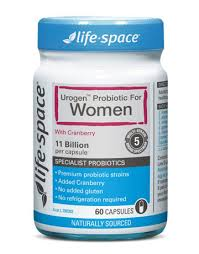 life-space
life-space
Urogen™ Probiotic For
Women
With Cranberry
11 Billion
per capsule
5
SPECIALIST PROBIOTICS
• Premium probiotic strains
• Added Cranberry
• No added gluten
• No refrigeration required
60 CAPSULES
NATURALLY SOURCED